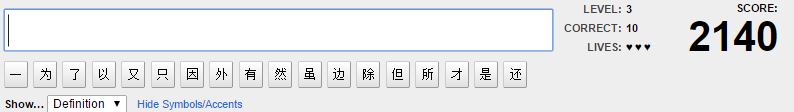 LEVEL: 3
CORRECT: 10
LIVES: ♥♥♥
SCORE:
2140
一 为 了 以 又 只 因 外 有 然 虽 边 除 但 所 才 是 还
Show... Definition ▼ Hide Symbols/Accents